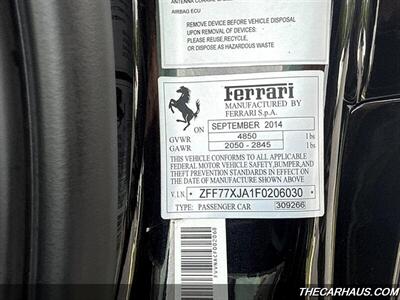 AIRBAG ECU
REMOVE DEVICE BEFORE VEHICLE DISPOSAL
UPON REMOVAL OF DEVICES:
PLEASE REUSE,RECYCLE,
OR DISPOSE AS HAZARDOUS WASTE
Ferrari
MANUFACTURED BY
FERRARI S.p.A.
ON SEPTEMBER 2014
GVWR 4850 lbs
GAWR 2050 - 2845 lbs
THIS VEHICLE CONFORMS TO ALL APPLICABLE
FEDERAL MOTOR VEHICLE SAFETY, BUMPER, AND
THEFT PREVENTION STANDARDS IN EFFECT ON
THE DATE OF MANUFACTURE SHOWN ABOVE
V.I.N. ZFF77XJA1F0206030
TYPE: PASSENGER CAR 309266
THECARHAUS.COM